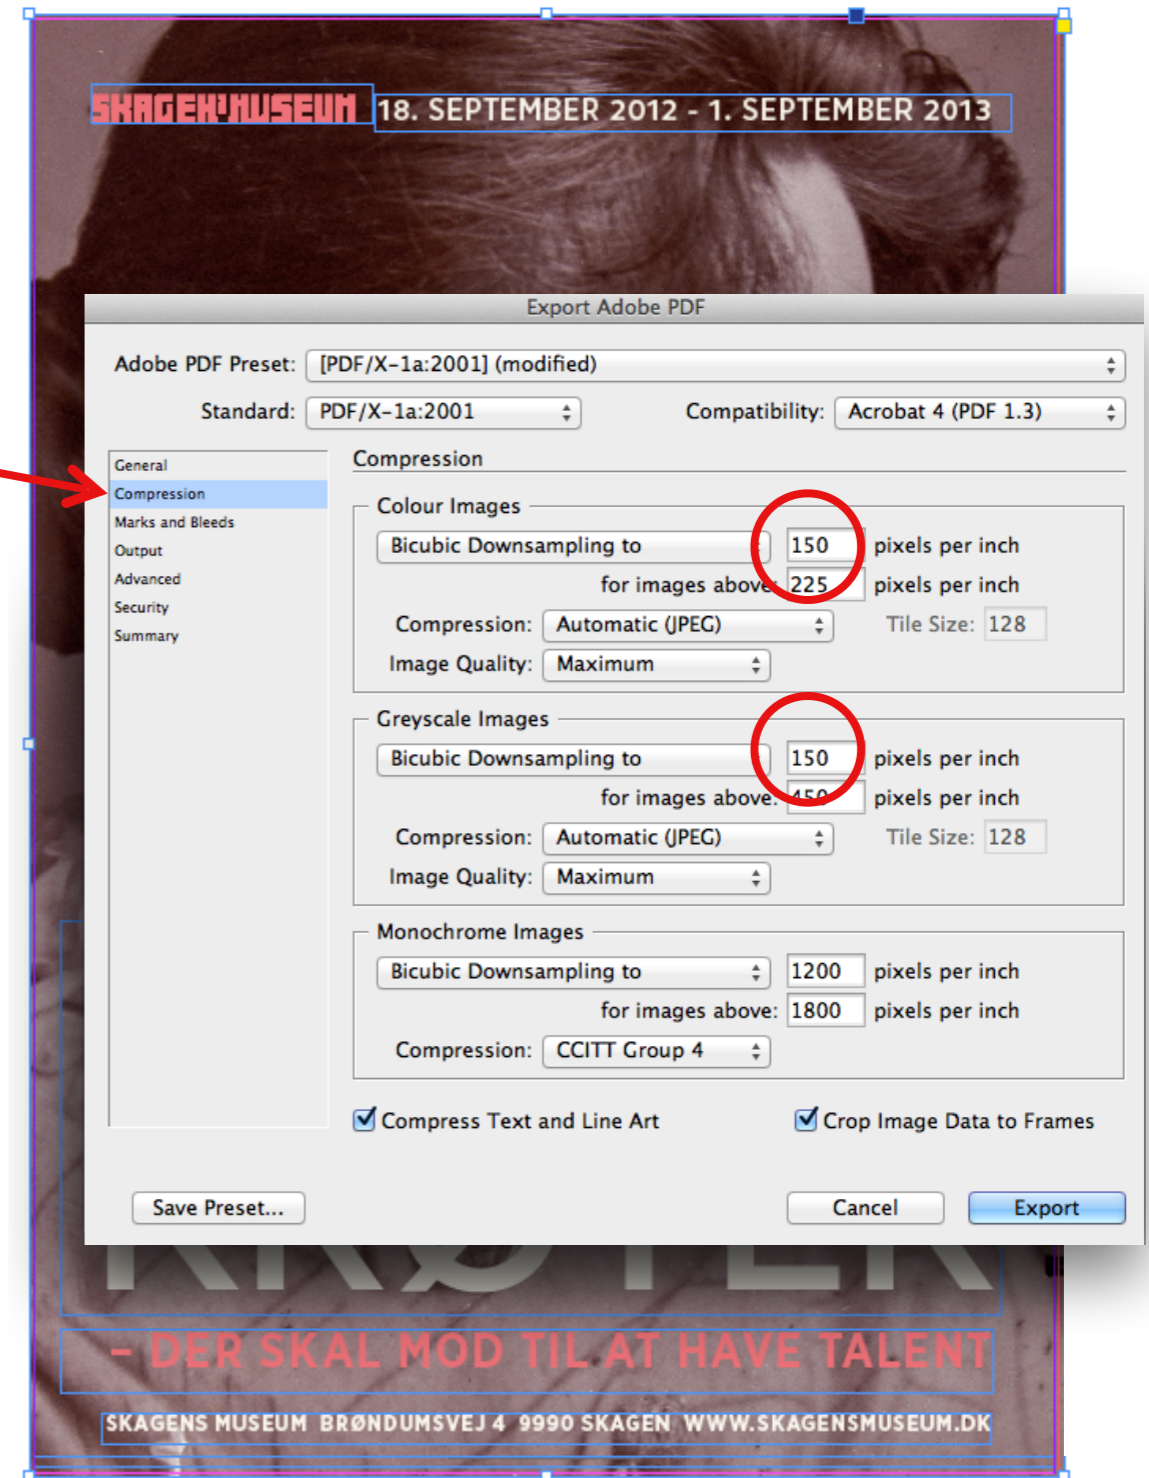 SKAGEN'MUSEUM 18. SEPTEMBER 2012 - 1. SEPTEMBER 2013
Export Adobe PDF
Adobe PDF Preset: [PDF/X-1a:2001] (modified)
Standard: PDF/X-1a:2001 Compatibility: Acrobat 4 (PDF 1.3)
General
Compression
Marks and Bleeds
Output
Advanced
Security
Summary
Compression
Colour Images
Bicubic Downsampling to 150 pixels per inch
for images above: 225 pixels per inch
Compression: Automatic (JPEG) Tile Size: 128
Image Quality: Maximum
Greyscale Images
Bicubic Downsampling to 150 pixels per inch
for images above: 450 pixels per inch
Compression: Automatic (JPEG) Tile Size: 128
Image Quality: Maximum
Monochrome Images
Bicubic Downsampling to 1200 pixels per inch
for images above: 1800 pixels per inch
Compression: CCITT Group 4
Compress Text and Line Art Crop Image Data to Frames
Save Preset... Cancel Export
– DER SKAL MOD TIL AT HAVE TALENT
SKAGENS MUSEUM BRØNDUMSVEJ 4 9990 SKAGEN WWW.SKAGENSMUSEUM.DK